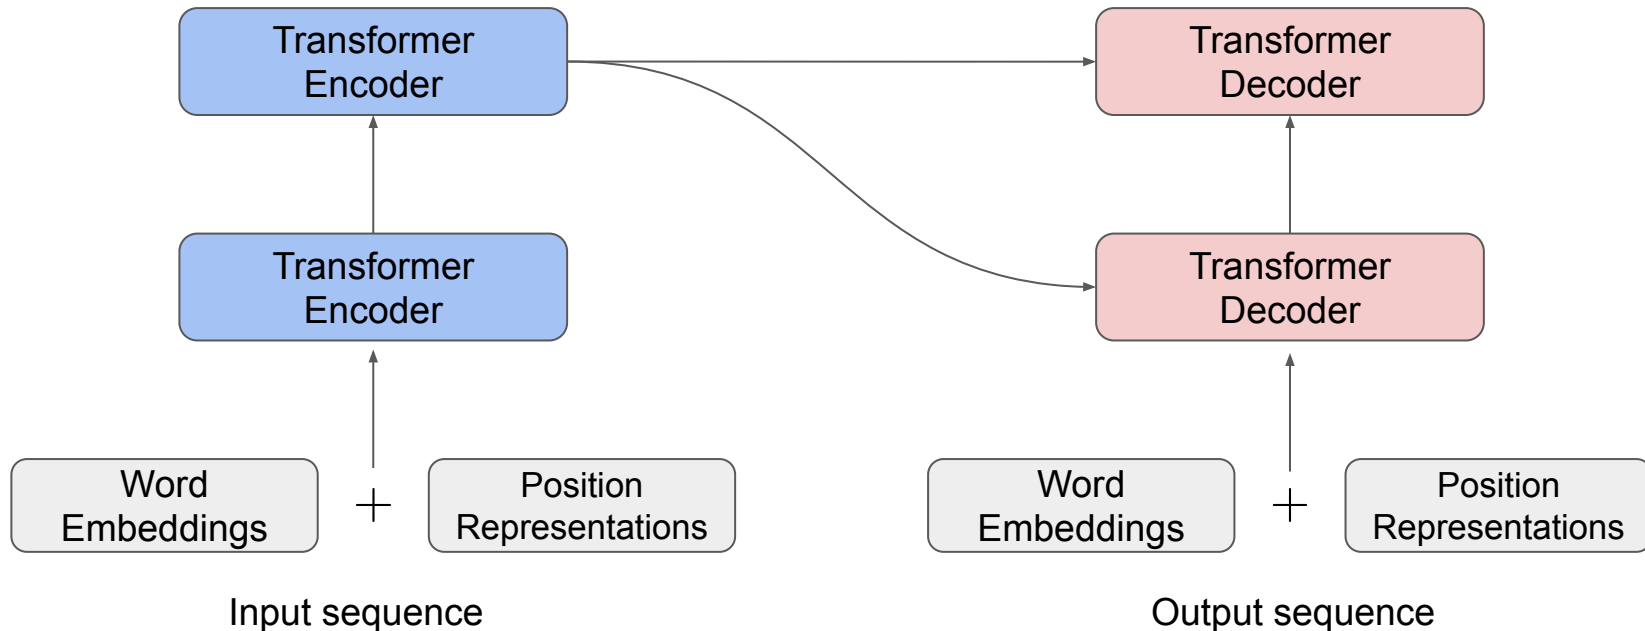 Transformer
Encoder
Transformer
Decoder
Transformer
Encoder
Transformer
Decoder
Word
Embeddings
+
Position
Representations
Word
Embeddings
+
Position
Representations
Input sequence
Output sequence